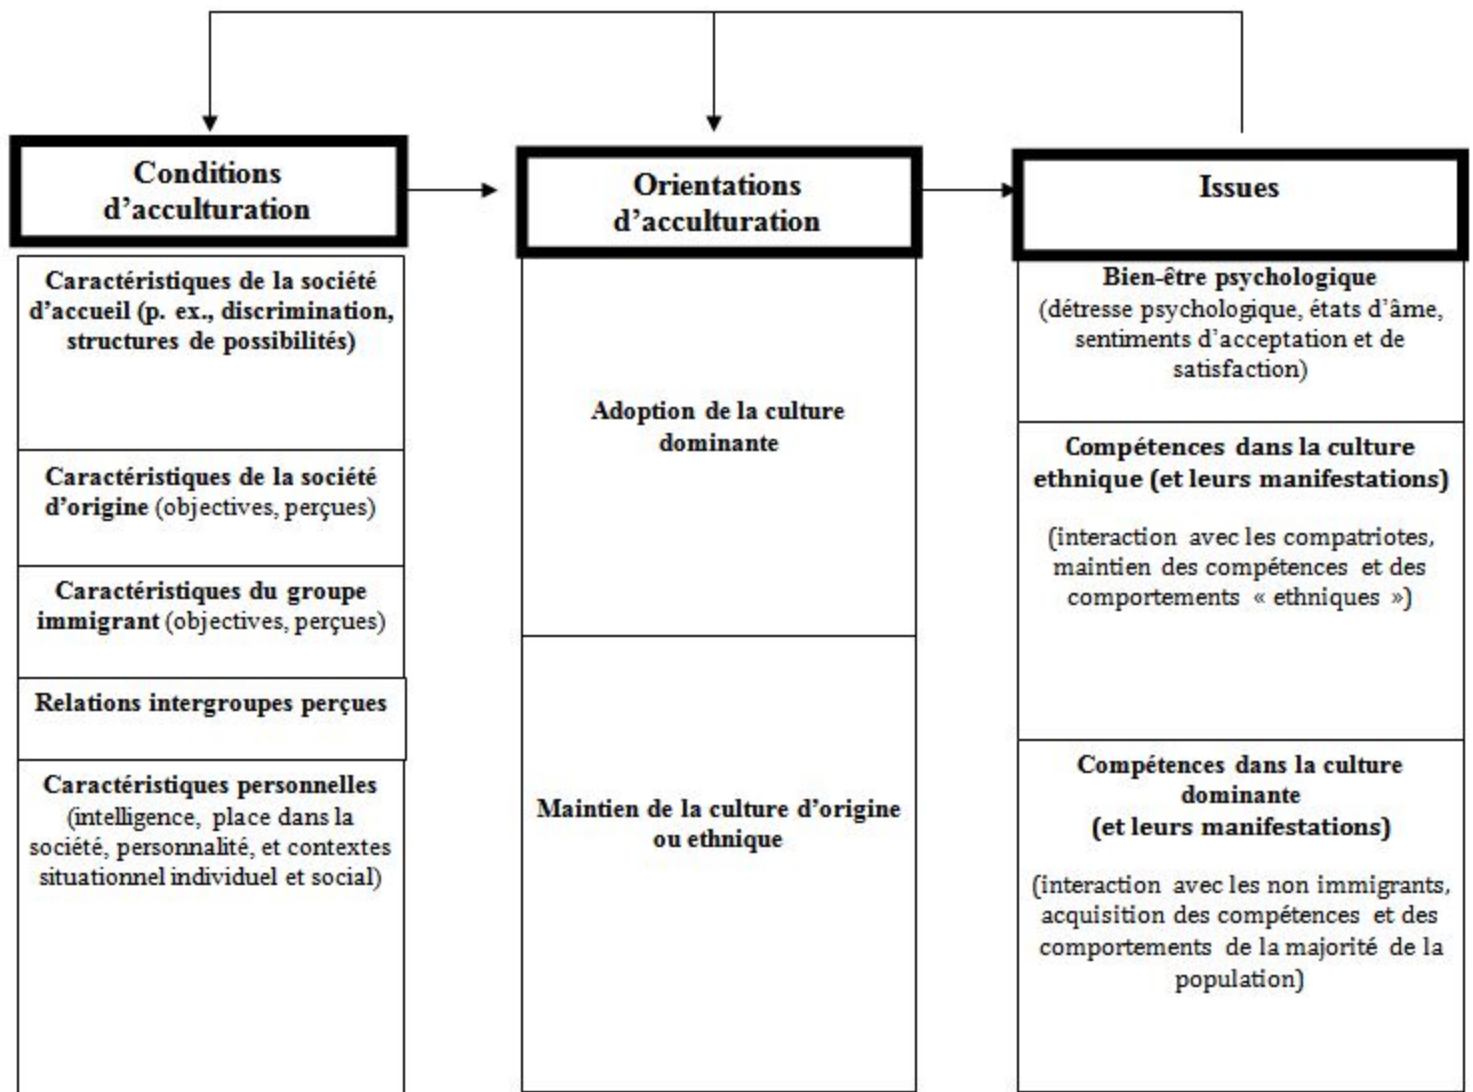 Conditions
d’acculturation
Caractéristiques de la société
d’accueil (p. ex., discrimination,
structures de possibilités)
Caractéristiques de la société
d’origine (objectives, perçues)
Caractéristiques du groupe
immigrant (objectives, perçues)
Relations intergroupes perçues
Caractéristiques personnelles
(intelligence, place dans la
société, personnalité, et contextes
situationnel individuel et social)
Orientations
d’acculturation
Adoption de la culture
dominante
Maintien de la culture d’origine
ou ethnique
Issues
Bien-être psychologique
(détresse psychologique, états d’âme,
sentiments d’acceptation et de
satisfaction)
Compétences dans la culture
ethnique (et leurs manifestations)
(interaction avec les compatriotes,
maintien des compétences et des
comportements « ethniques »)
Compétences dans la culture
dominante
(et leurs manifestations)
(interaction avec les non immigrants,
acquisition des compétences et des
comportements de la majorité de la
population)